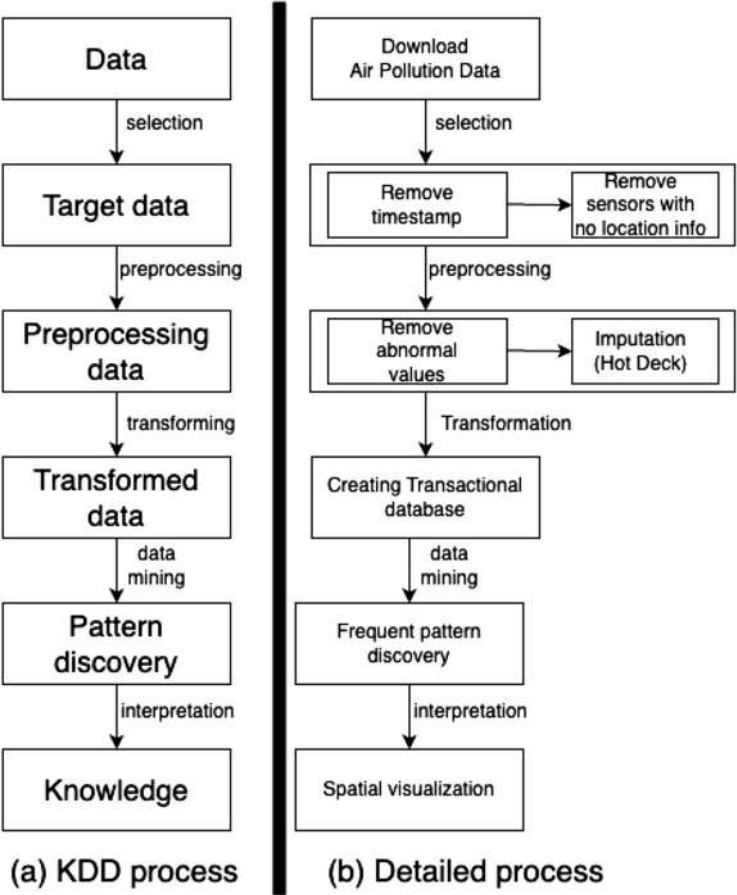 Data
selection
Target data
preprocessing
Preprocessing
data
transforming
Transformed
data
data
mining
Pattern
discovery
interpretation
Knowledge
(a) KDD process
Download
Air Pollution Data
selection
Remove
timestamp
Remove
sensors with
no location info
preprocessing
Remove
abnormal
values
Imputation
(Hot Deck)
Transformation
Creating Transactional
database
data
mining
Frequent pattern
discovery
interpretation
Spatial visualization
(b) Detailed process